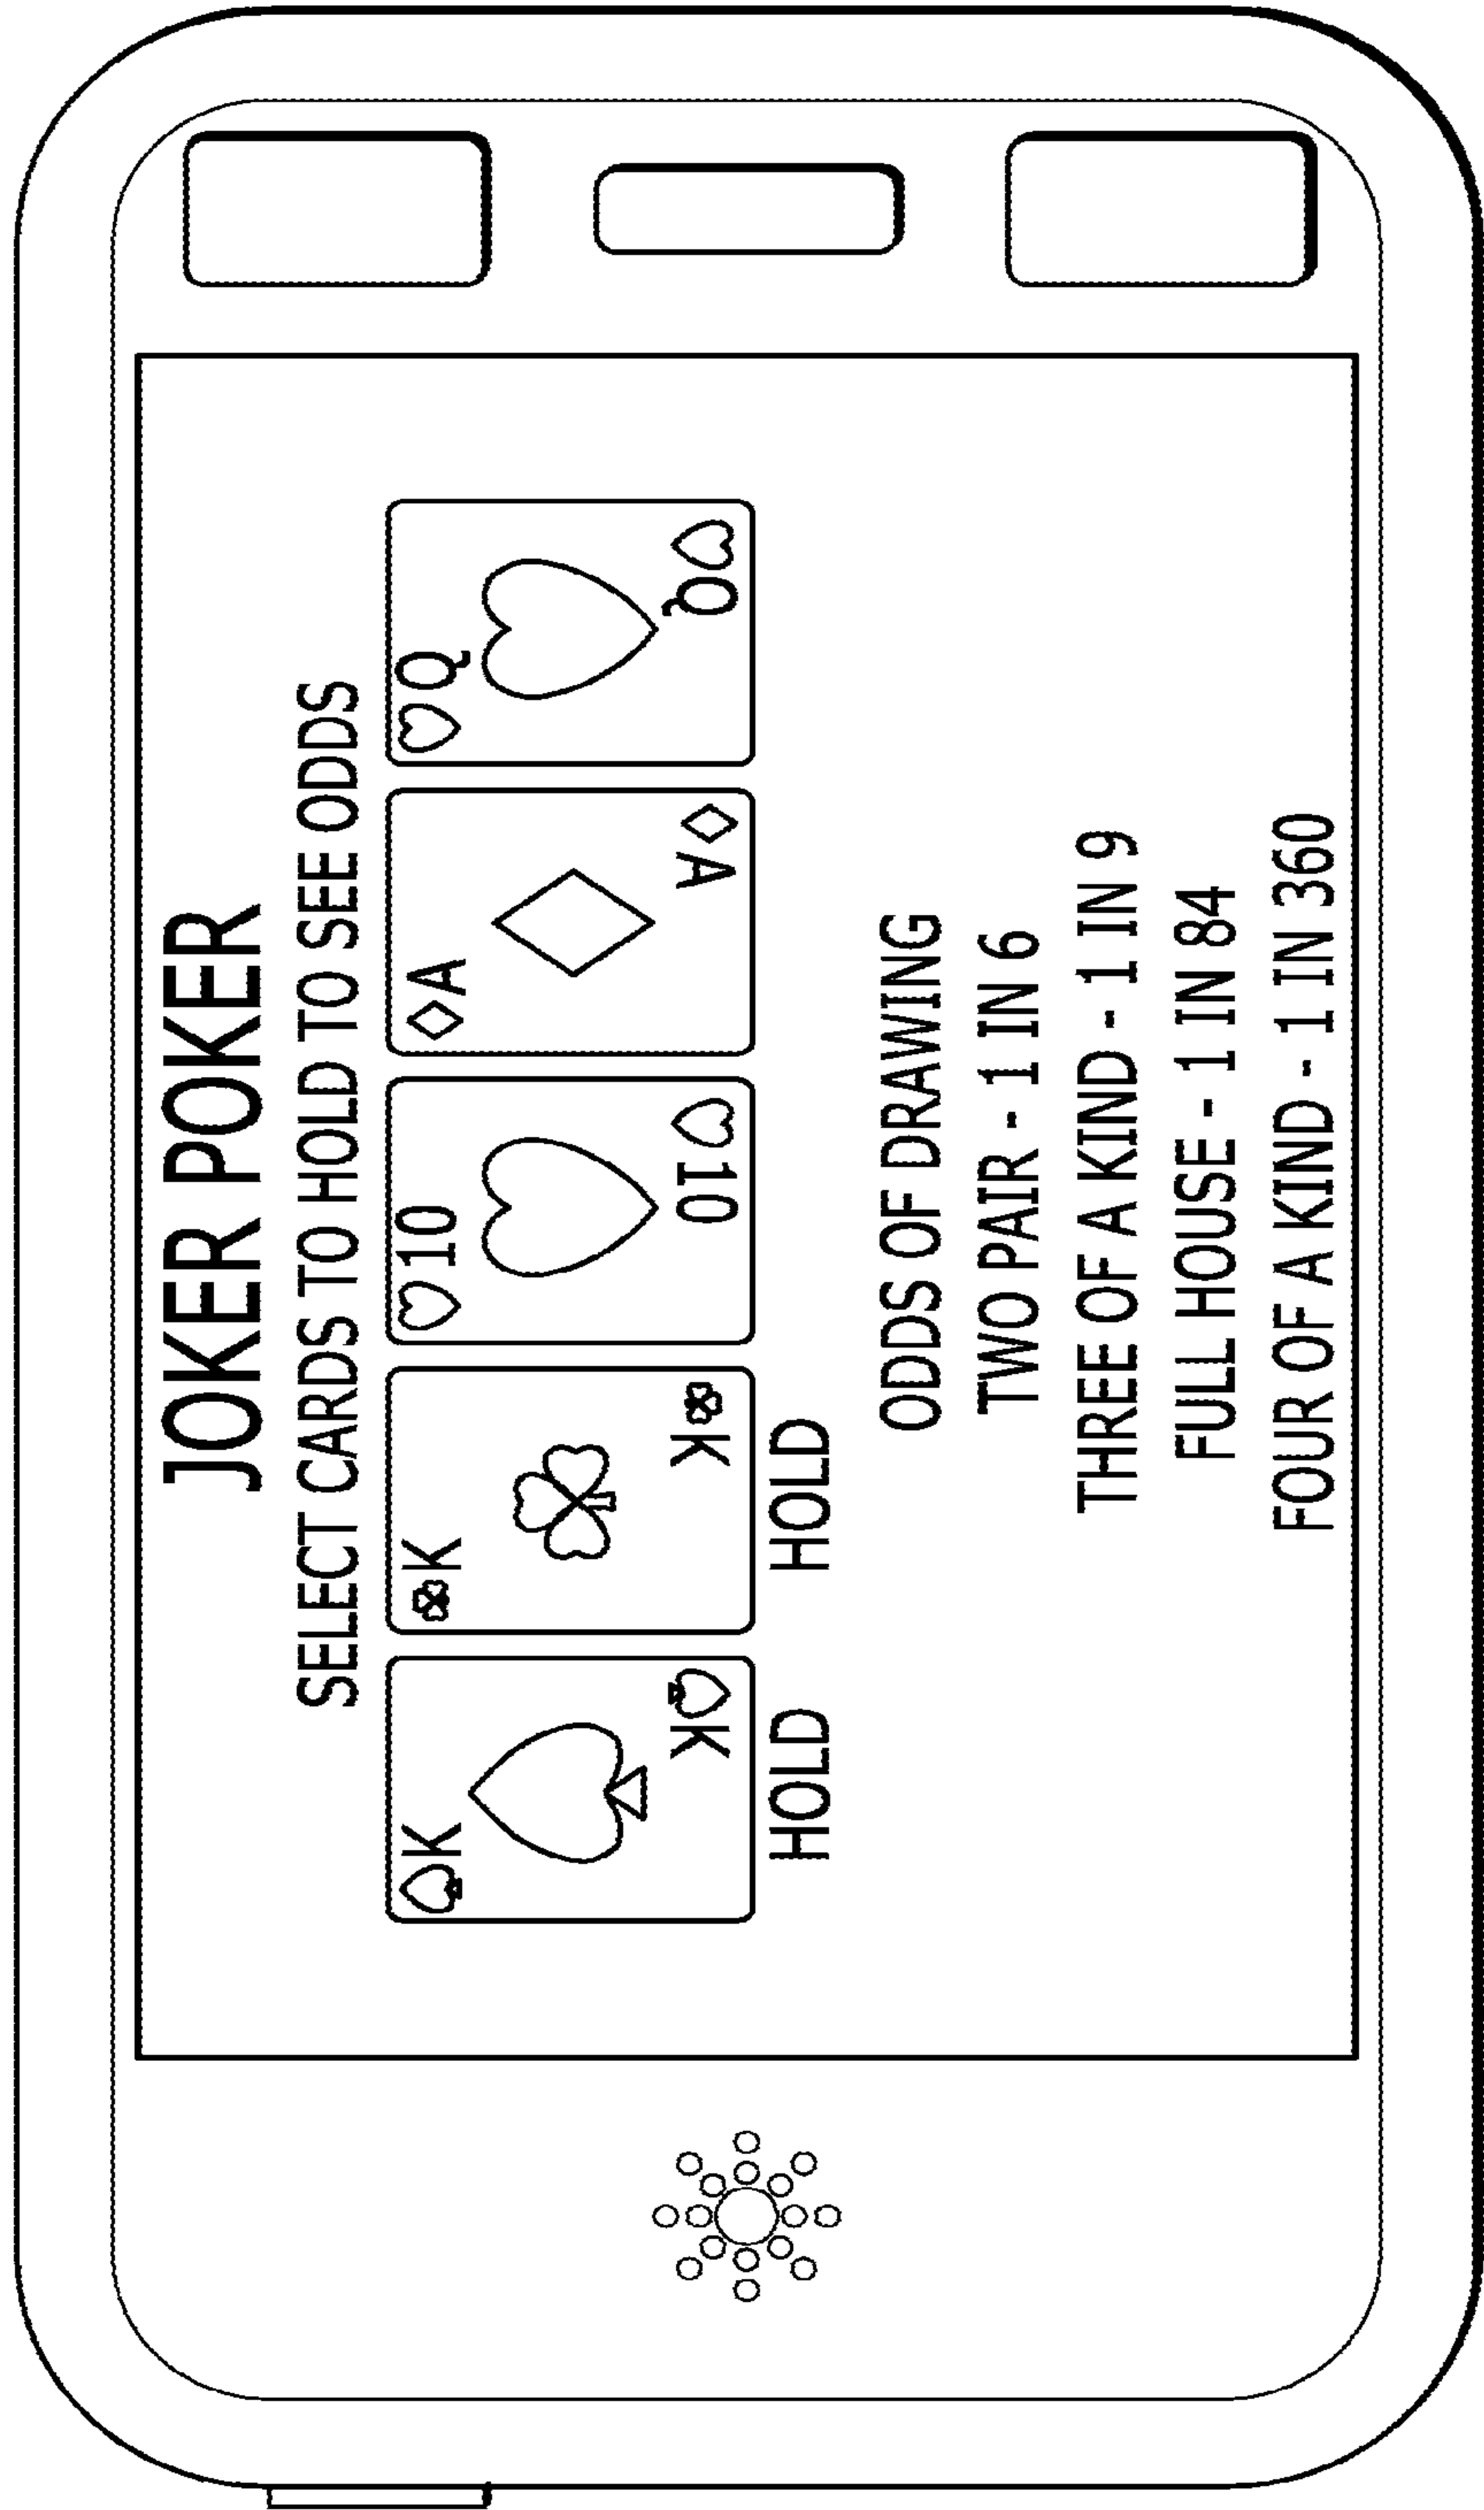 JOKER POKER
SELECT CARDS TO HOLD TO SEE ODDS
K K 10 A Q
K K 10 A Q
HOLD HOLD
ODDS OF DRAWING
TWO PAIR - 1 IN 6
THREE OF A KIND - 1 IN 9
FULL HOUSE - 1 IN 84
FOUR OF A KIND - 1 IN 360